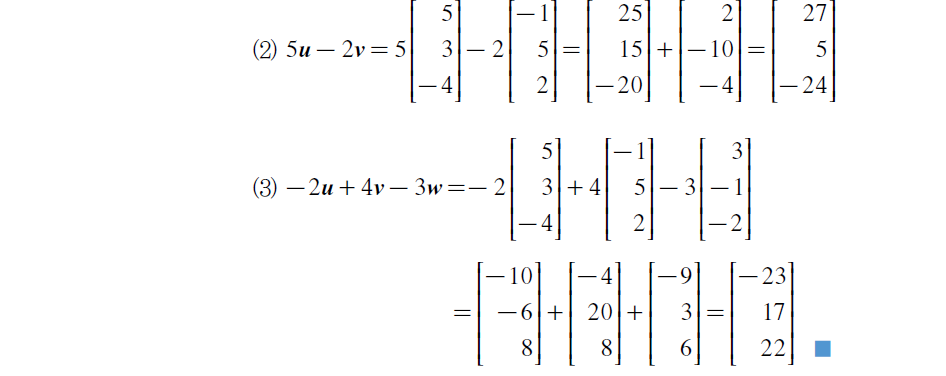 (2) 5u − 2v = 5[5 3 −4] − 2[−1 5 2] = [25 15 −20] + [2 −10 −4] = [27 5 −24]
(3) −2u + 4v − 3w = −2[5 3 −4] + 4[−1 5 2] − 3[3 −1 −2]
= [−10 −6 8] + [−4 20 8] + [−9 3 6] = [−23 17 22]